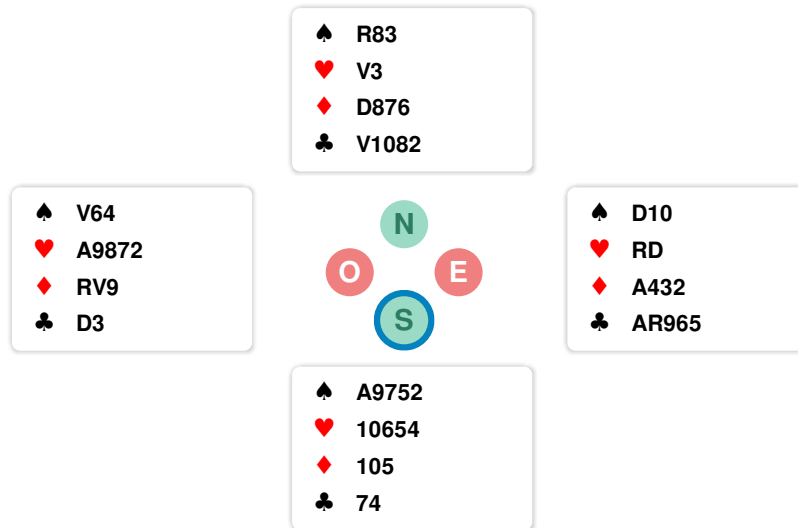 ♠ R83
♥ V3
♦ D876
♣ V1082
♠ V64
♥ A9872
♦ RV9
♣ D3
N
O E
S
♠ D10
♥ RD
♦ A432
♣ AR965
♠ A9752
♥ 10654
♦ 105
♣ 74